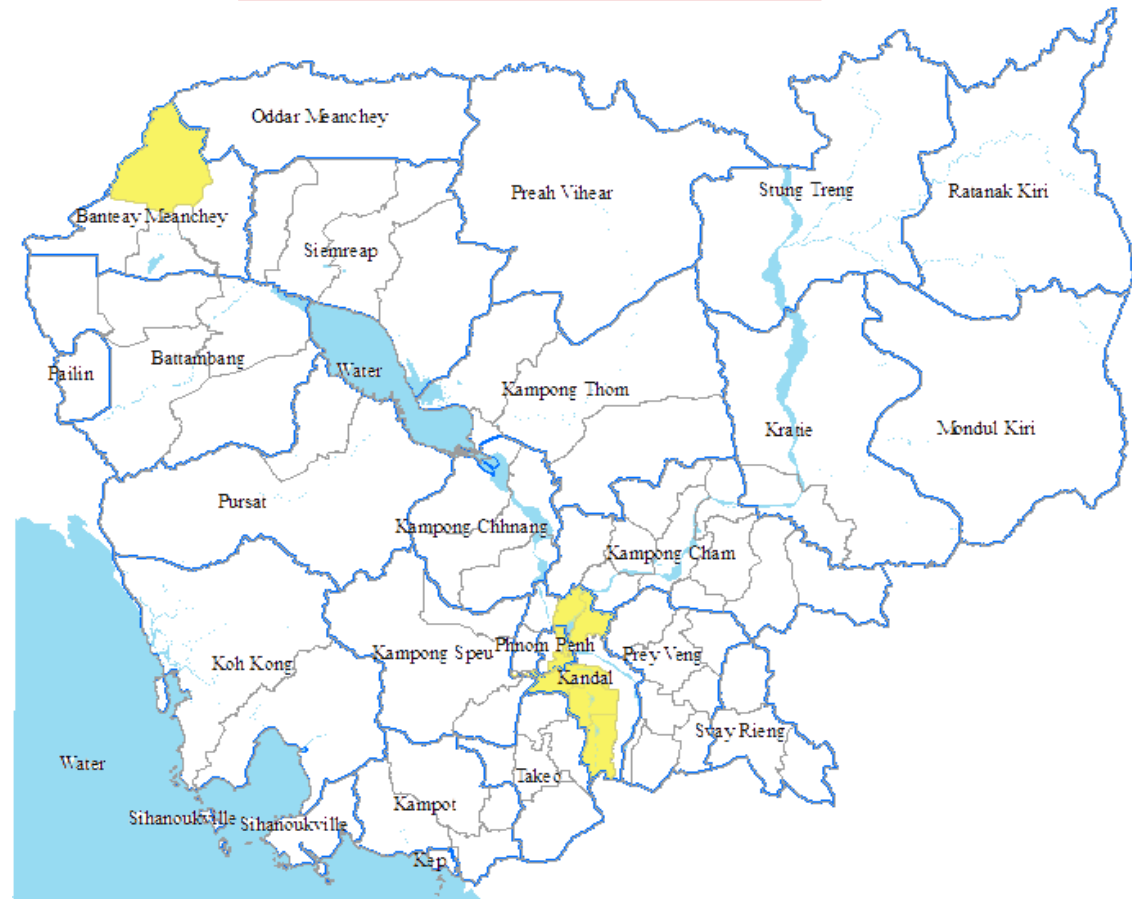 Oddar Meanchey
Preah Vihear
Stung Treng
Ratanak Kiri
Banteay Meanchey
Siemreap
Battambang
Pailin
Water
Kampong Thom
Kratie
Mondul Kiri
Pursat
Kampong Chhnang
Kampong Cham
Koh Kong
Kampong Speu
Phnom Penh
Prey Veng
Kandal
Svay Rieng
Water
Takeo
Kampot
Sihanoukville
Sihanoukville
Kep